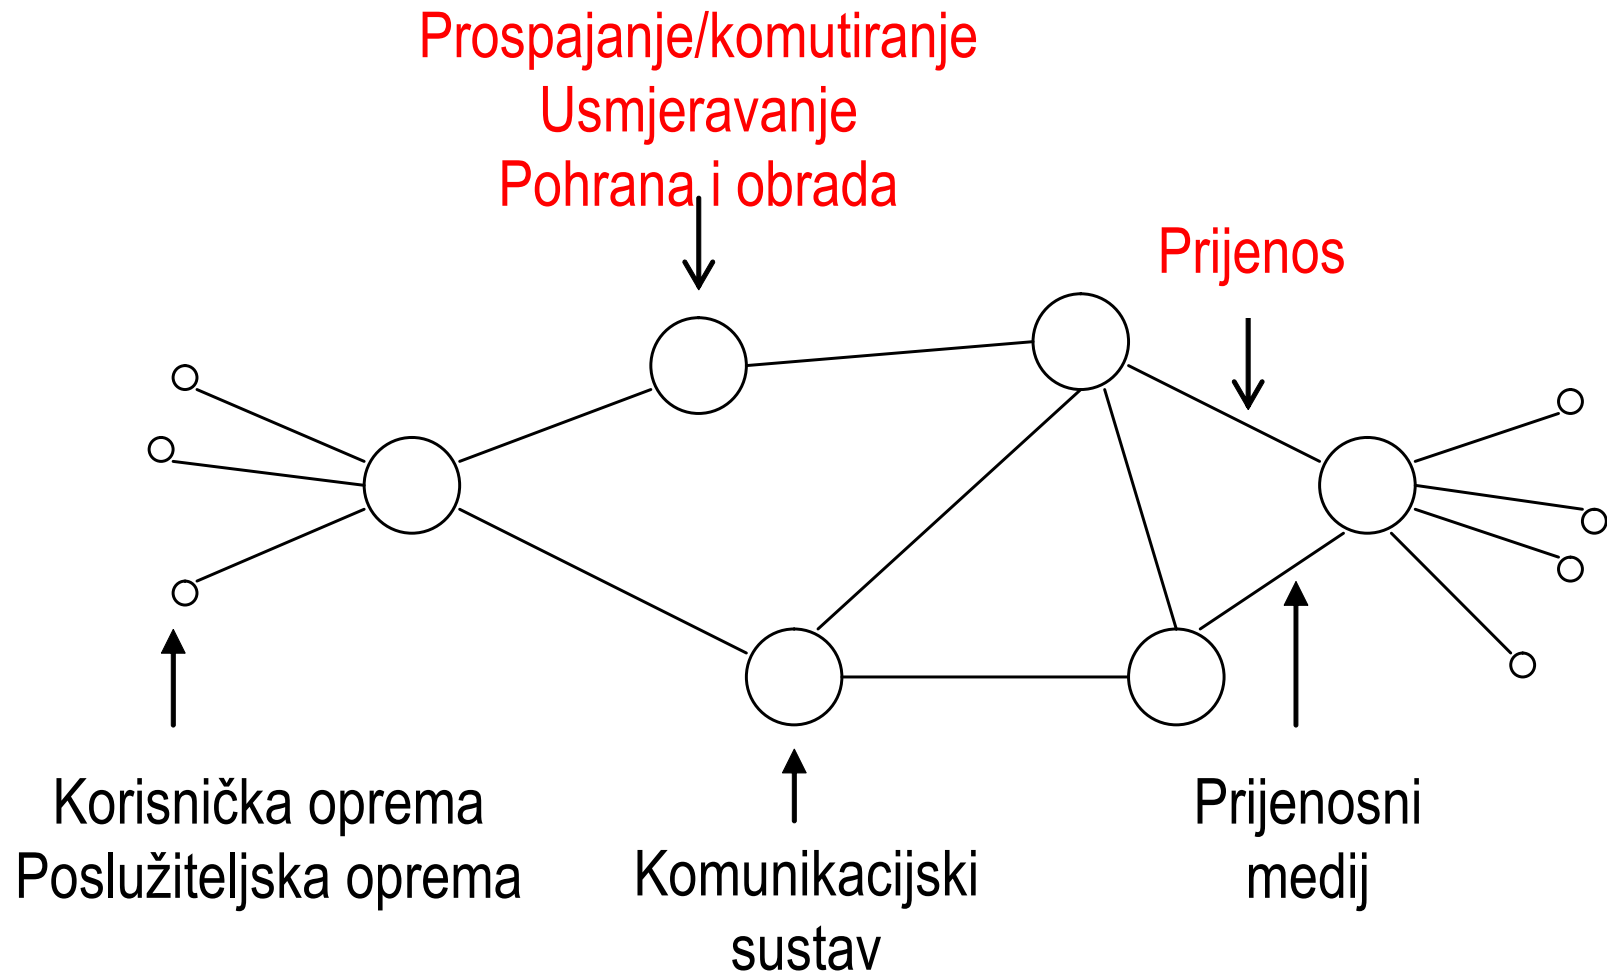 Prospajanje/komutiranje
Usmjeravanje
Pohrana i obrada
Prijenos
Korisnička oprema
Poslužiteljska oprema
Komunikacijski
sustav
Prijenosni
medij